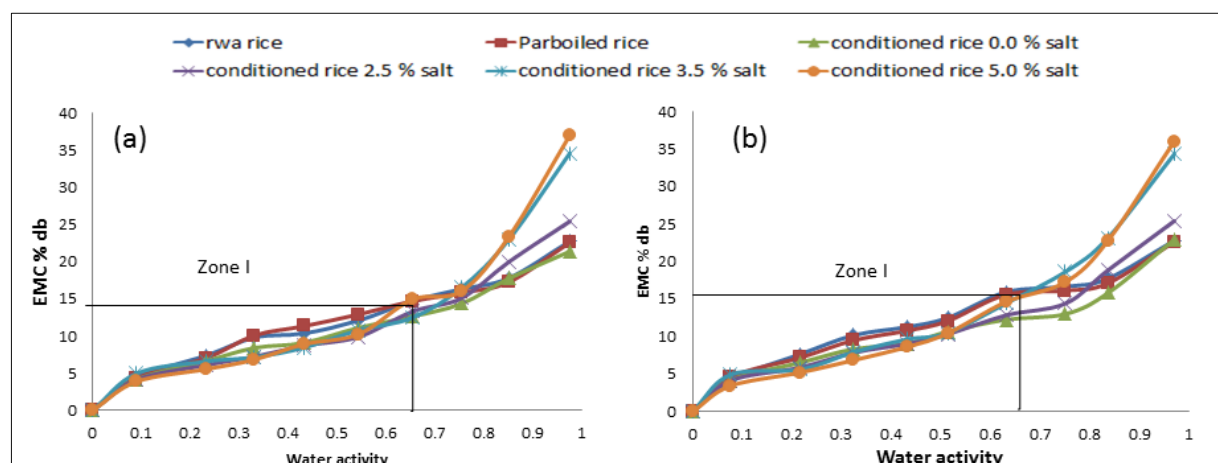 rwa rice Parboiled rice conditioned rice 0.0 % salt
conditioned rice 2.5 % salt conditioned rice 3.5 % salt conditioned rice 5.0 % salt
(a)
EMC % db
40
35
30
25
20
15
10
5
0
Zone I
0 0.1 0.2 0.3 0.4 0.5 0.6 0.7 0.8 0.9 1
Water activity
(b)
EMC % db
40
35
30
25
20
15
10
5
0
Zone I
0 0.1 0.2 0.3 0.4 0.5 0.6 0.7 0.8 0.9 1
Water activity